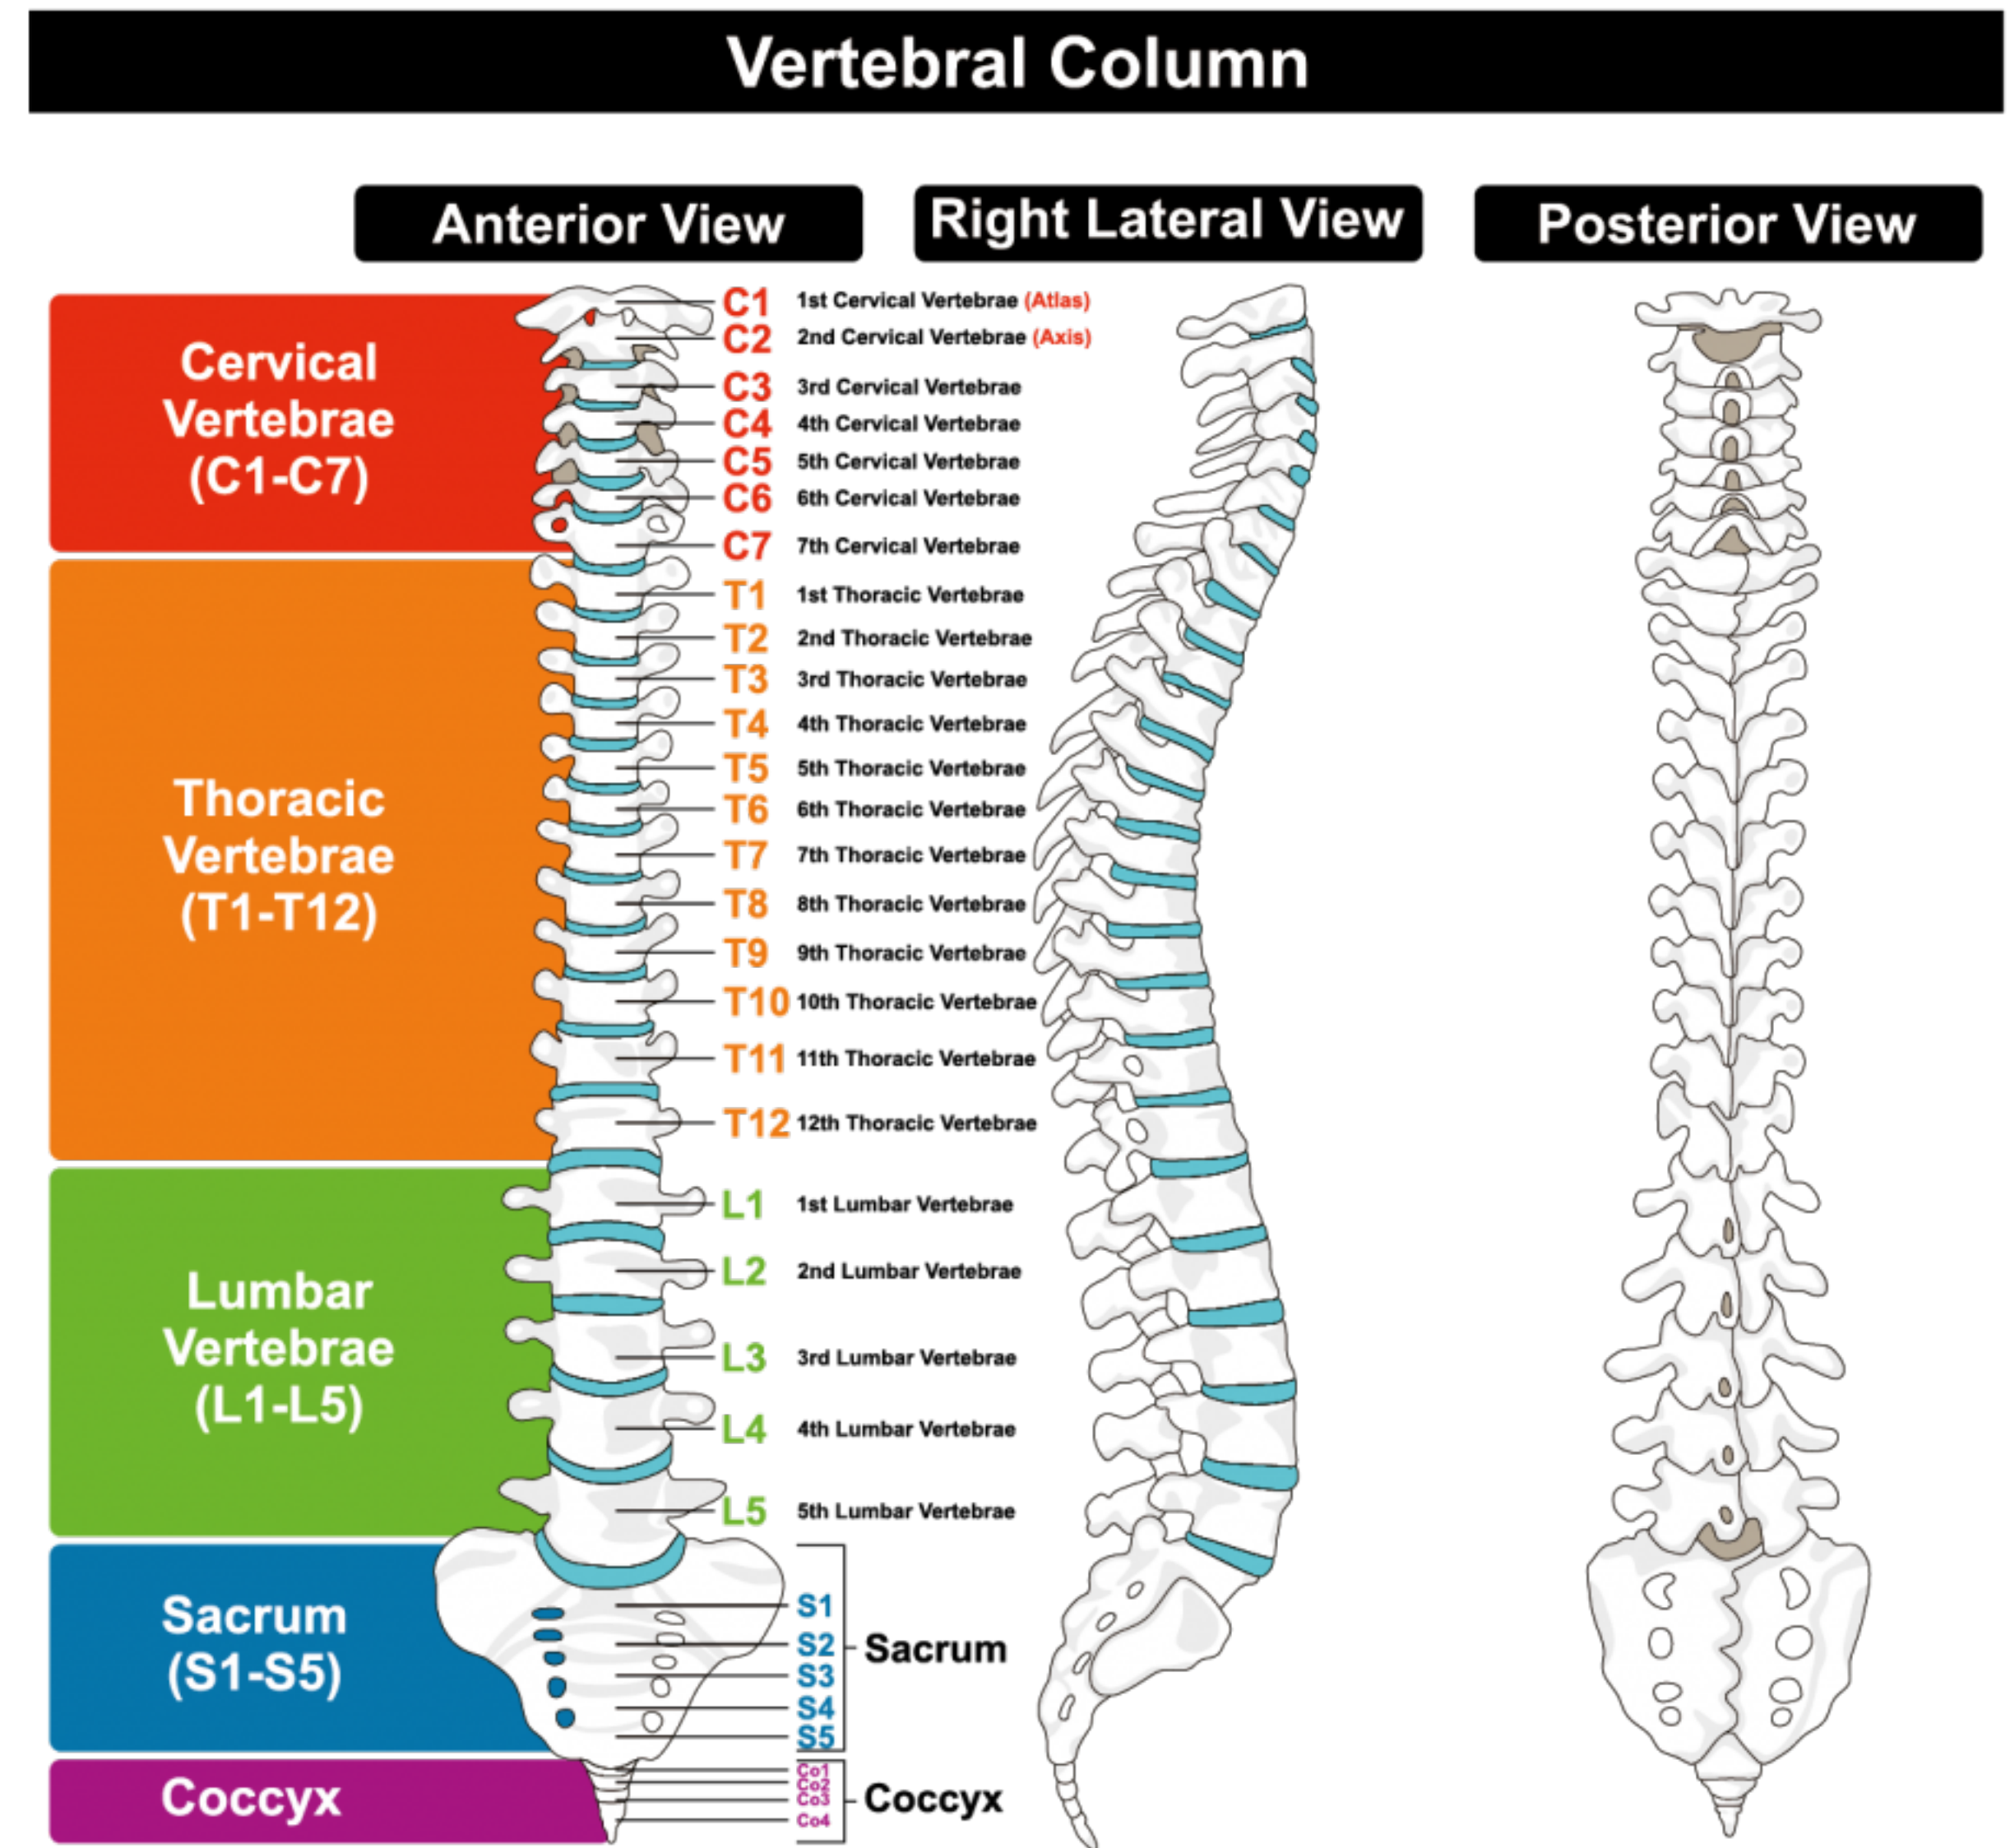 Vertebral Column
Anterior View
Right Lateral View
Posterior View
Cervical
Vertebrae
(C1-C7)
C1 1st Cervical Vertebrae (Atlas)
C2 2nd Cervical Vertebrae (Axis)
C3 3rd Cervical Vertebrae
C4 4th Cervical Vertebrae
C5 5th Cervical Vertebrae
C6 6th Cervical Vertebrae
C7 7th Cervical Vertebrae
Thoracic
Vertebrae
(T1-T12)
T1 1st Thoracic Vertebrae
T2 2nd Thoracic Vertebrae
T3 3rd Thoracic Vertebrae
T4 4th Thoracic Vertebrae
T5 5th Thoracic Vertebrae
T6 6th Thoracic Vertebrae
T7 7th Thoracic Vertebrae
T8 8th Thoracic Vertebrae
T9 9th Thoracic Vertebrae
T10 10th Thoracic Vertebrae
T11 11th Thoracic Vertebrae
T12 12th Thoracic Vertebrae
Lumbar
Vertebrae
(L1-L5)
L1 1st Lumbar Vertebrae
L2 2nd Lumbar Vertebrae
L3 3rd Lumbar Vertebrae
L4 4th Lumbar Vertebrae
L5 5th Lumbar Vertebrae
Sacrum
(S1-S5)
S1
S2
S3
S4
S5
Sacrum
Coccyx
Co1
Co2
Co3
Co4
Coccyx